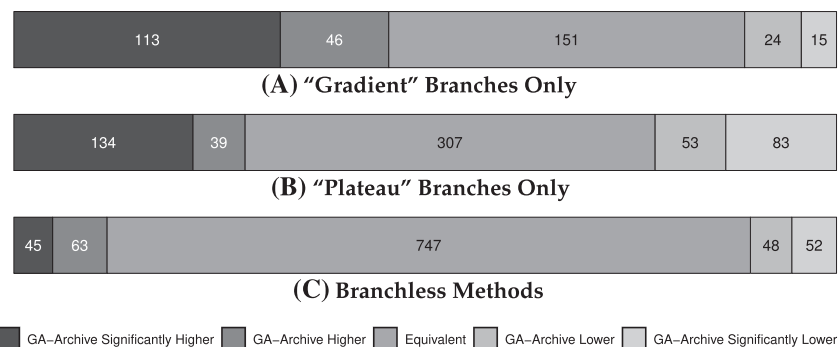 113 46 151 24 15
(A) “Gradient” Branches Only
134 39 307 53 83
(B) “Plateau” Branches Only
45 63 747 48 52
(C) Branchless Methods
GA−Archive Significantly Higher GA−Archive Higher Equivalent GA−Archive Lower GA−Archive Significantly Lower